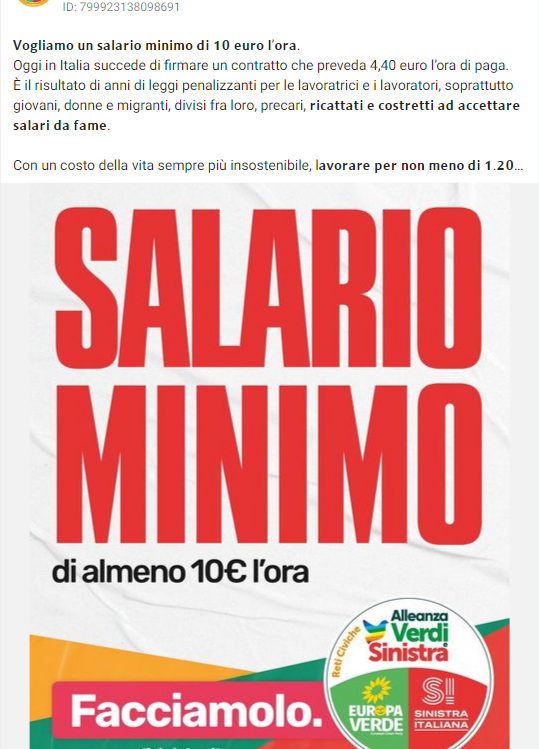 ID: 799923138098691
Vogliamo un salario minimo di 10 euro l'ora.
Oggi in Italia succede di firmare un contratto che preveda 4,40 euro l'ora di paga.
È il risultato di anni di leggi penalizzanti per le lavoratrici e i lavoratori, soprattutto
giovani, donne e migranti, divisi fra loro, precari, ricattati e costretti ad accettare
salari da fame.
Con un costo della vita sempre più insostenibile, lavorare per non meno di 1.20...
SALARIO
MINIMO
di almeno 10€ l'ora
Reti Civiche
Alleanza
Verdi
Sinistra
EUROPA
VERDE
SI
SINISTRA
ITALIANA
Facciamolo.